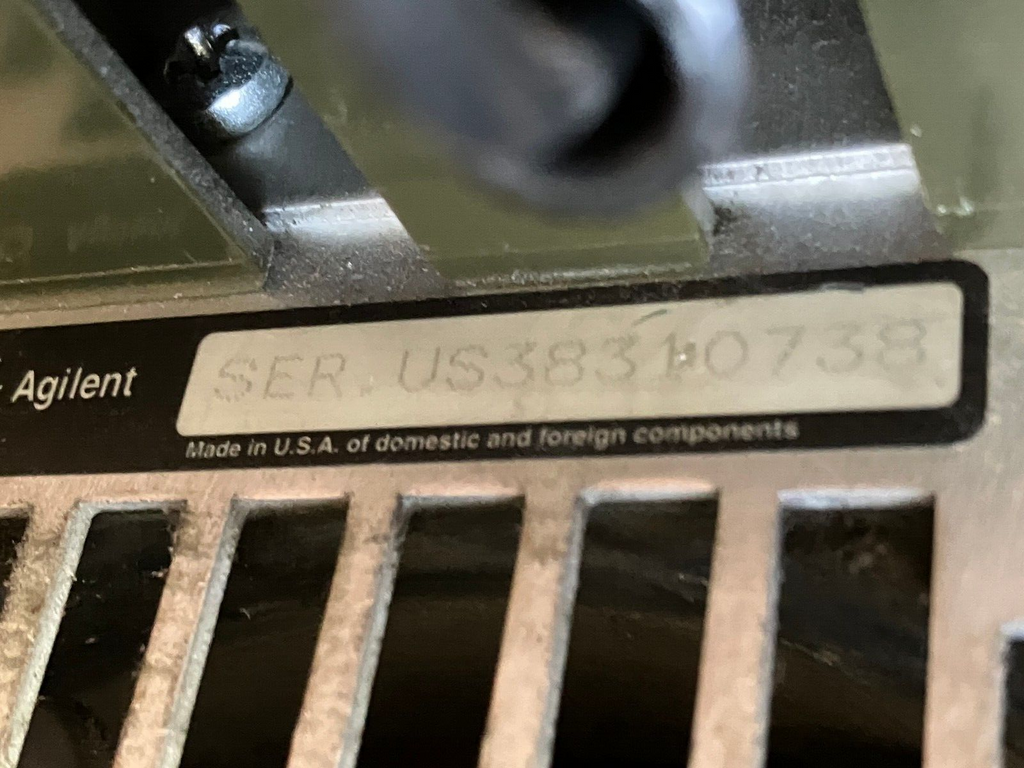 Agilent
SER. US38310738
Made in U.S.A. of domestic and foreign components